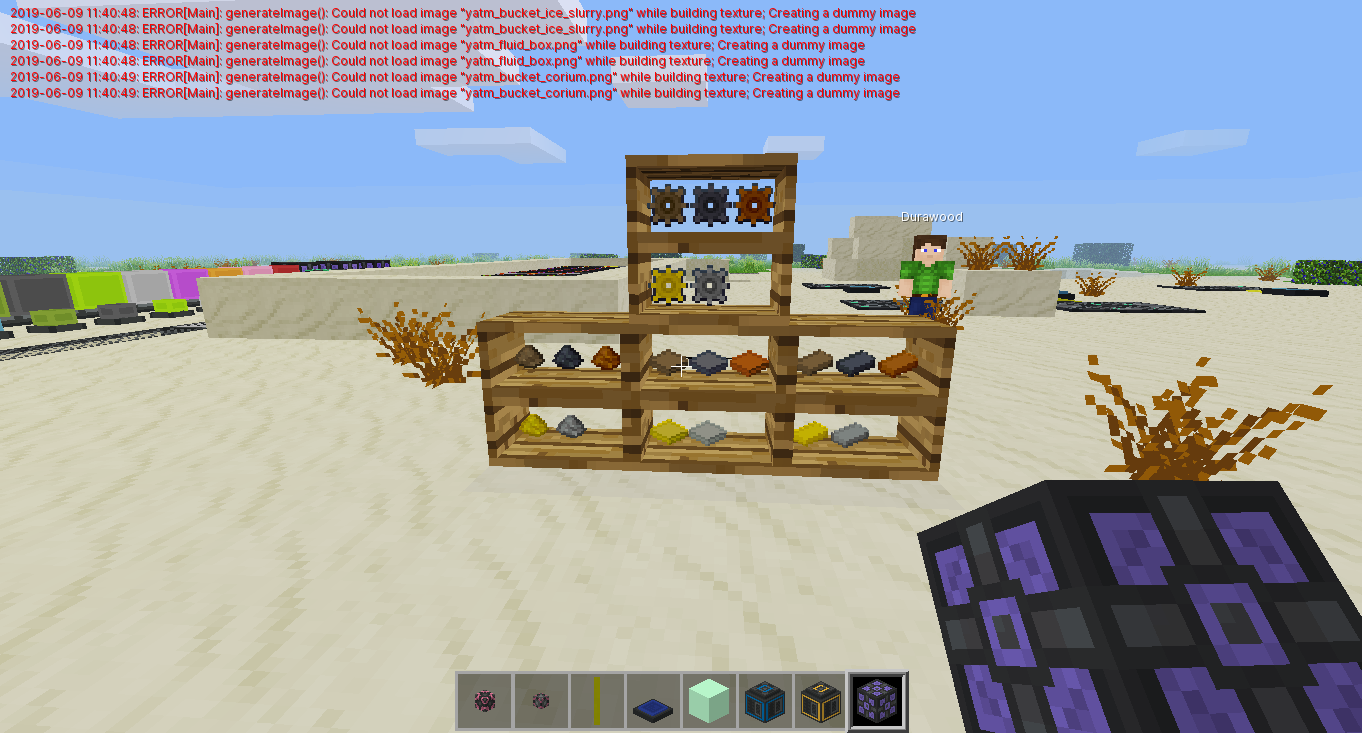 2019-06-09 11:40:48: ERROR[Main]: generateImage(): Could not load image "yatm_bucket_ice_slurry.png" while building texture; Creating a dummy image
2019-06-09 11:40:48: ERROR[Main]: generateImage(): Could not load image "yatm_bucket_ice_slurry.png" while building texture; Creating a dummy image
2019-06-09 11:40:48: ERROR[Main]: generateImage(): Could not load image "yatm_fluid_box.png" while building texture; Creating a dummy image
2019-06-09 11:40:48: ERROR[Main]: generateImage(): Could not load image "yatm_fluid_box.png" while building texture; Creating a dummy image
2019-06-09 11:40:49: ERROR[Main]: generateImage(): Could not load image "yatm_bucket_corium.png" while building texture; Creating a dummy image
2019-06-09 11:40:49: ERROR[Main]: generateImage(): Could not load image "yatm_bucket_corium.png" while building texture; Creating a dummy image
Durawood